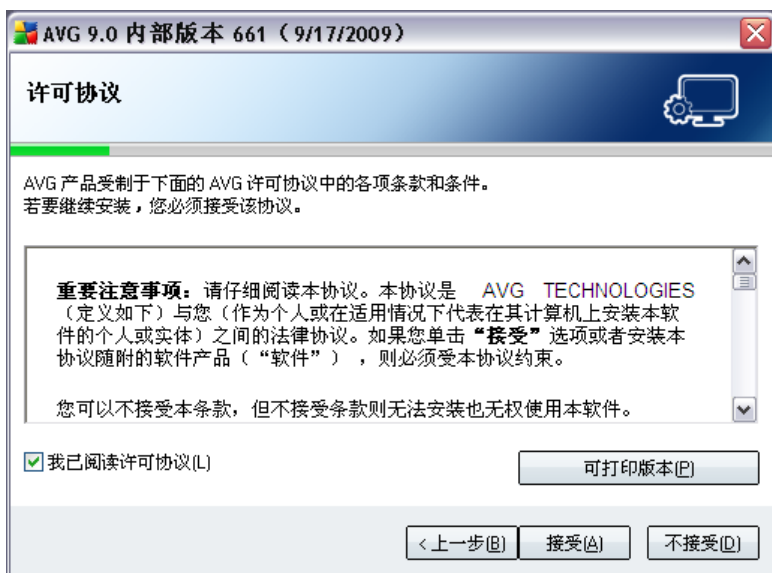 AVG 9.0 内部版本 661（9/17/2009）
许可协议
AVG 产品受制于下面的 AVG 许可协议中的各项条款和条件。
若要继续安装，您必须接受该协议。
重要注意事项：请仔细阅读本协议。本协议是 AVG TECHNOLOGIES
（定义如下）与您（作为个人或在适用情况下代表在其计算机上安装本软
件的个人或实体）之间的法律协议。如果您单击“接受”选项或者安装本
协议随附的软件产品（“软件”），则必须受本协议约束。
您可以不接受本条款，但不接受条款则无法安装也无权使用本软件。
我已阅读许可协议(L)
可打印版本(P)
<上一步(B)
接受(A)
不接受(D)